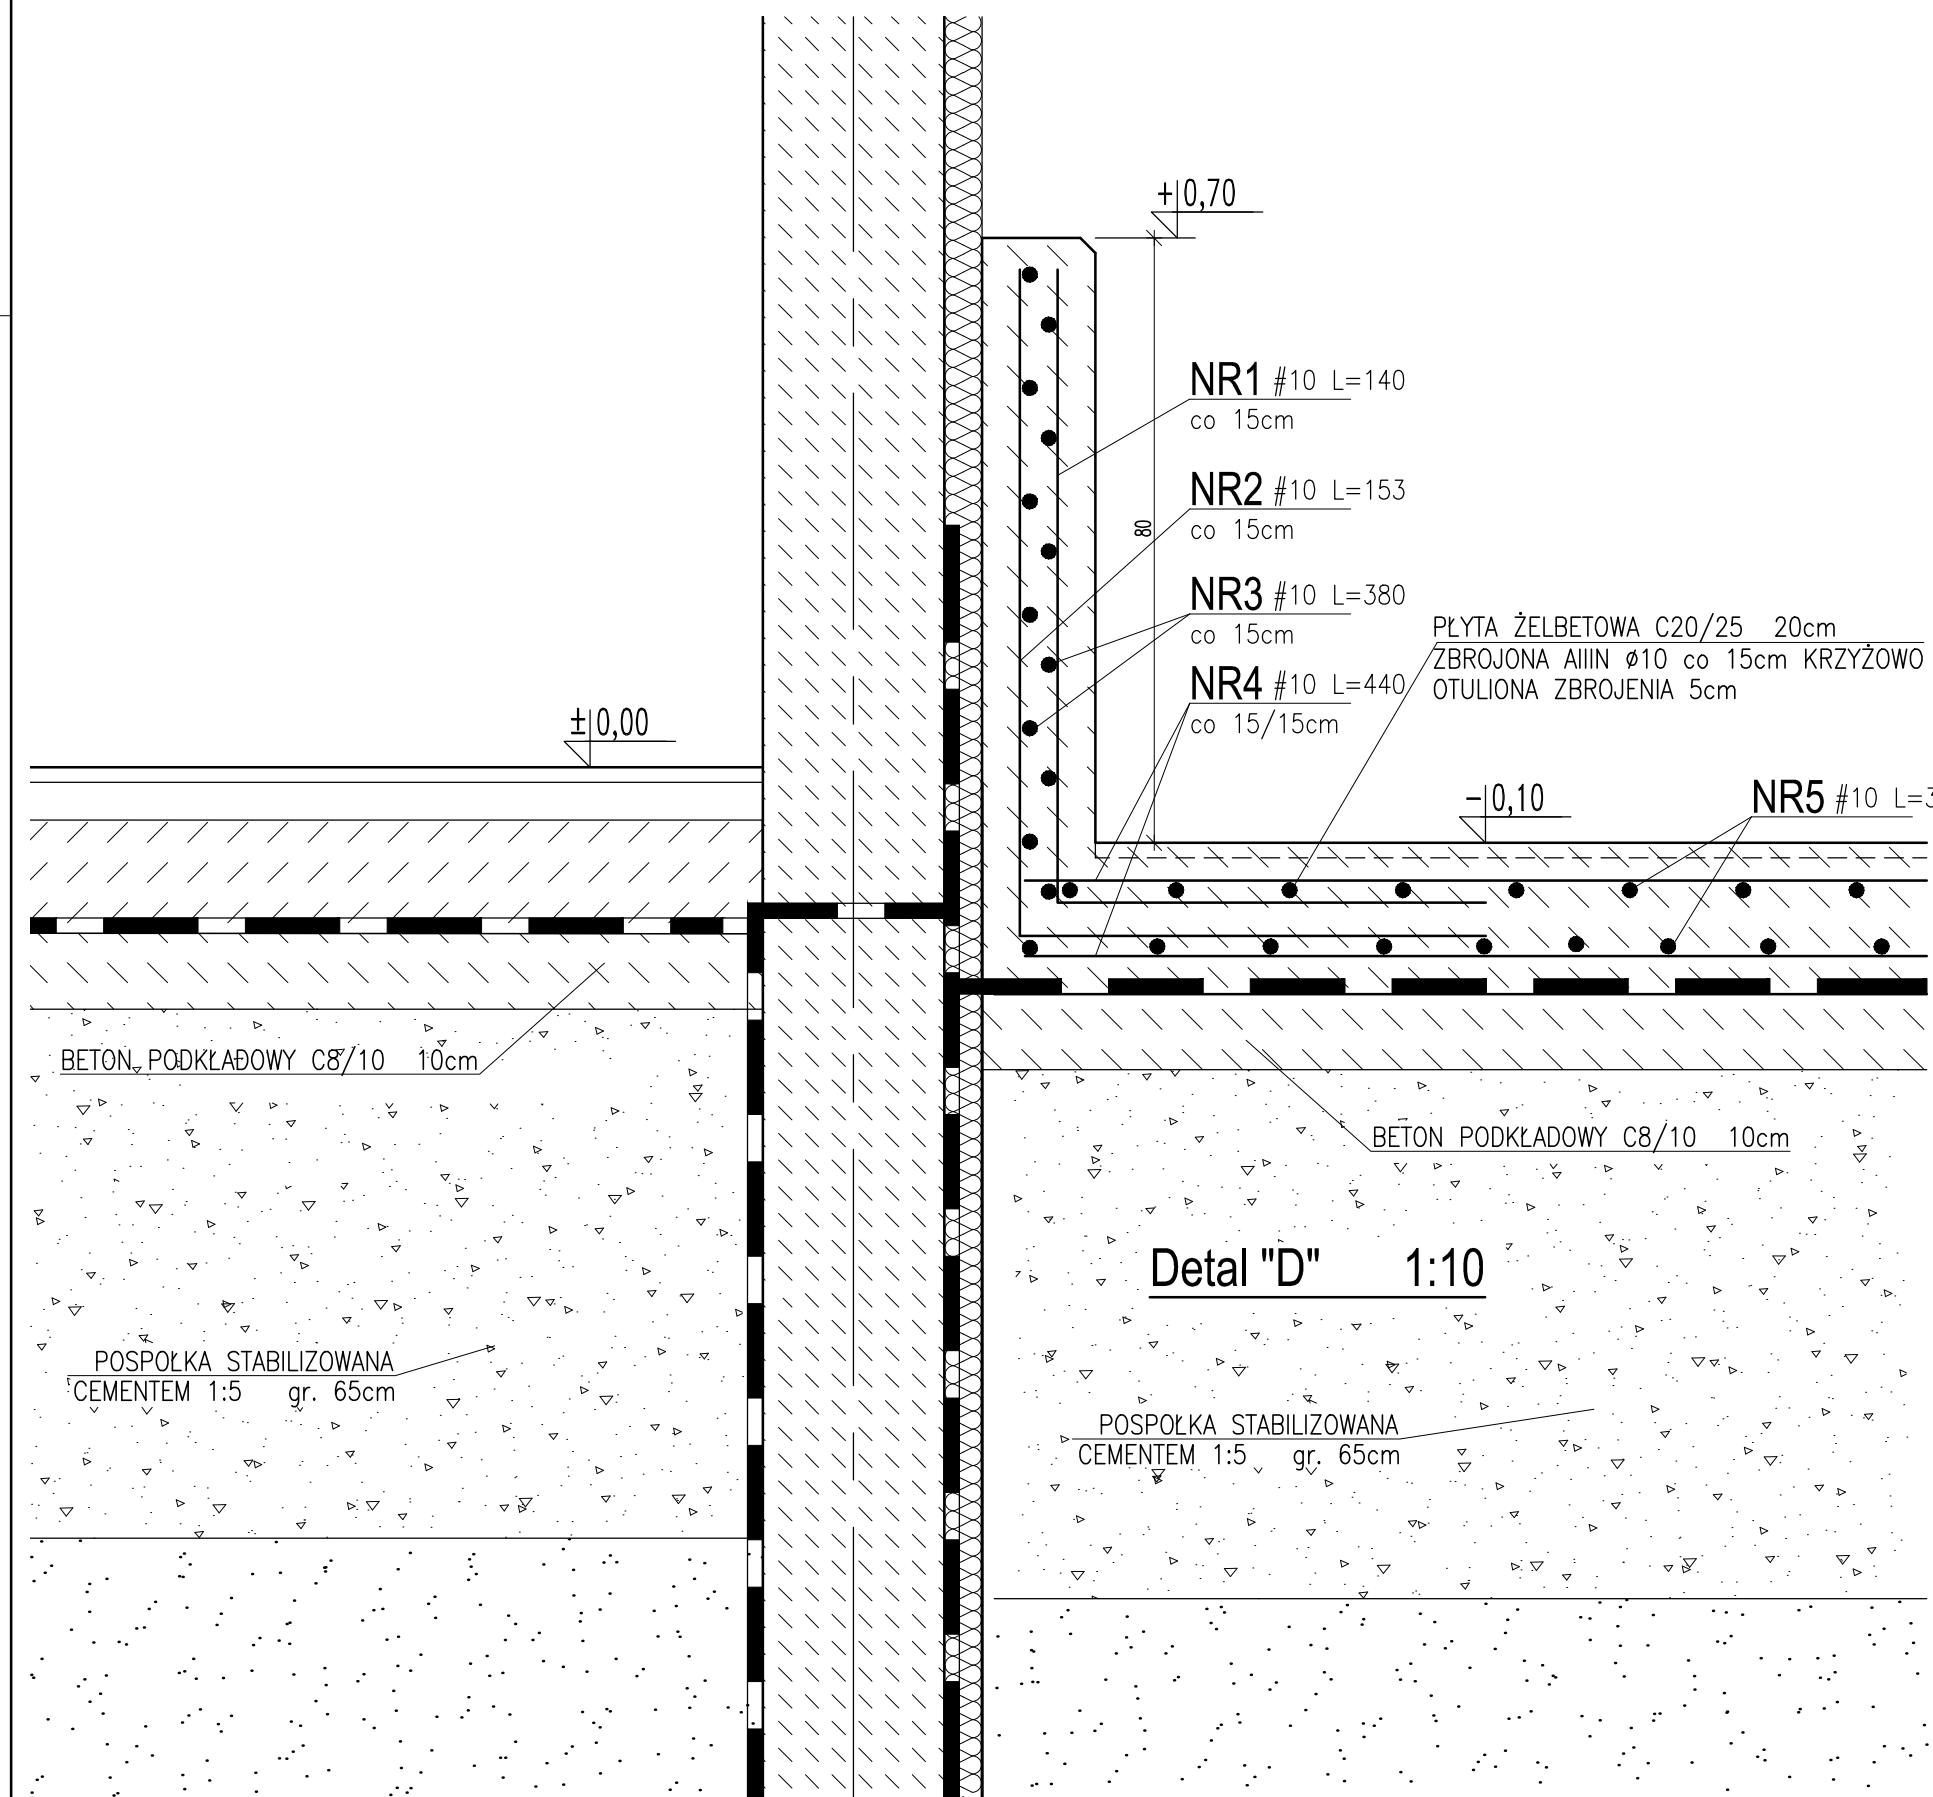 +0,70
NR1 #10 L=140
co 15cm
NR2 #10 L=153
co 15cm
80
NR3 #10 L=380
co 15cm
NR4 #10 L=440
co 15/15cm
PŁYTA ŻELBETOWA C20/25 20cm
ZBROJONA AIIIN ø10 co 15cm KRZYŻOWO
OTULIONA ZBROJENIA 5cm
±0,00
-0,10
NR5 #10 L=3
BETON PODKŁADOWY C8/10 10cm
BETON PODKŁADOWY C8/10 10cm
Detal "D" 1:10
POSPOŁKA STABILIZOWANA
CEMENTEM 1:5 gr. 65cm
POSPOŁKA STABILIZOWANA
CEMENTEM 1:5 gr. 65cm